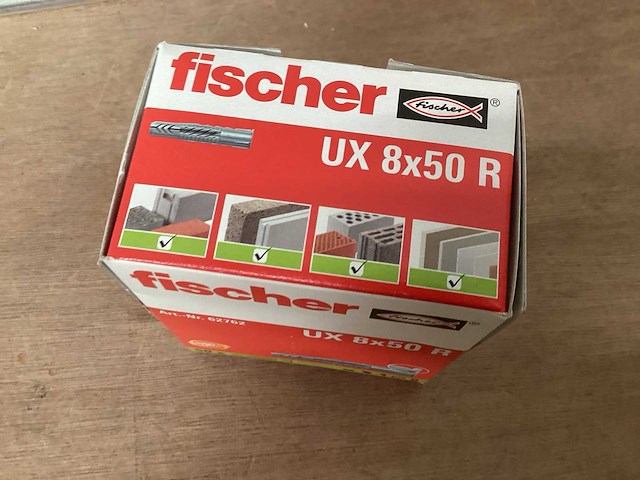 fischer
fischer ®
UX 8x50 R
fischer
fischer
Art.-Nr. 62762
UX 8x50 R